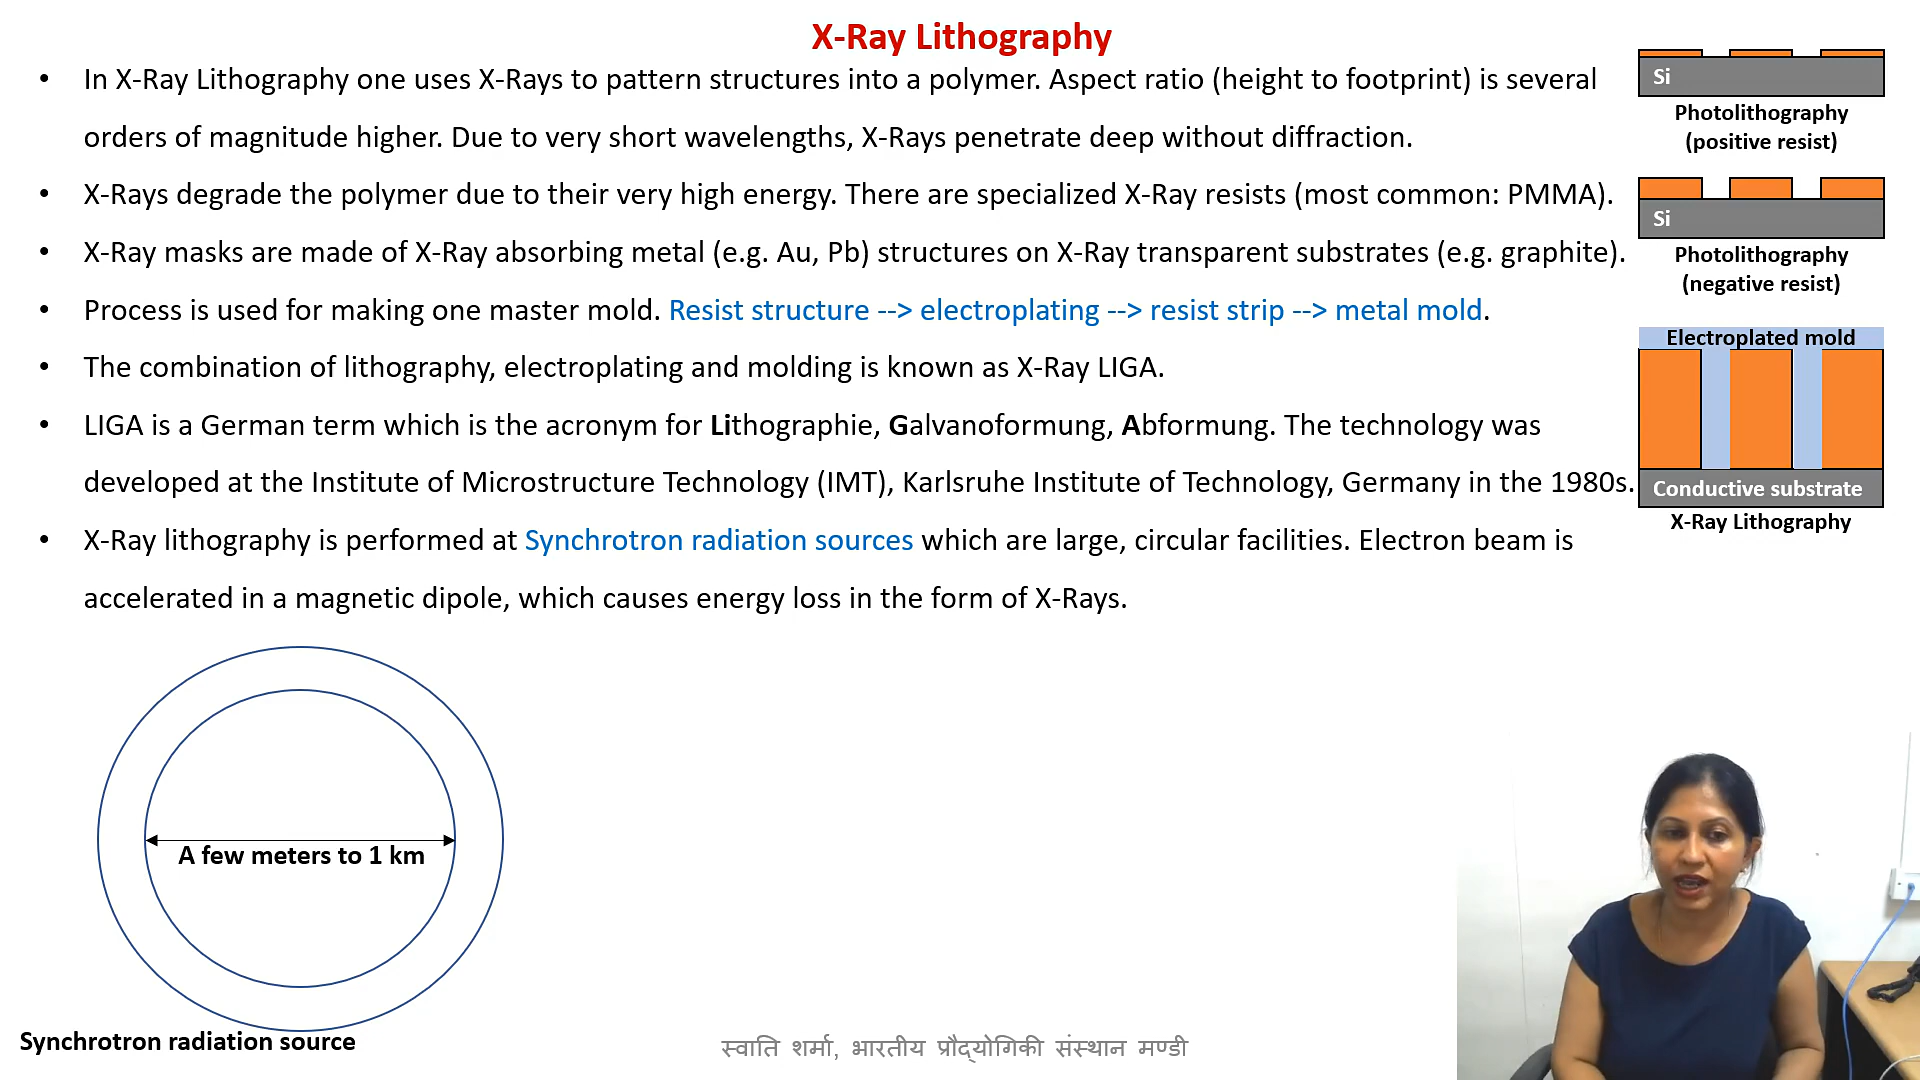 X-Ray Lithography
• In X-Ray Lithography one uses X-Rays to pattern structures into a polymer. Aspect ratio (height to footprint) is several
orders of magnitude higher. Due to very short wavelengths, X-Rays penetrate deep without diffraction.
• X-Rays degrade the polymer due to their very high energy. There are specialized X-Ray resists (most common: PMMA).
• X-Ray masks are made of X-Ray absorbing metal (e.g. Au, Pb) structures on X-Ray transparent substrates (e.g. graphite).
• Process is used for making one master mold. Resist structure --> electroplating --> resist strip --> metal mold.
• The combination of lithography, electroplating and molding is known as X-Ray LIGA.
• LIGA is a German term which is the acronym for Lithographie, Galvanoformung, Abformung. The technology was
developed at the Institute of Microstructure Technology (IMT), Karlsruhe Institute of Technology, Germany in the 1980s.
• X-Ray lithography is performed at Synchrotron radiation sources which are large, circular facilities. Electron beam is
accelerated in a magnetic dipole, which causes energy loss in the form of X-Rays.
Si
Photolithography
(positive resist)
Si
Photolithography
(negative resist)
Electroplated mold
Conductive substrate
X-Ray Lithography
A few meters to 1 km
Synchrotron radiation source
स्वाति शर्मा, भारतीय प्रौद्योगिकी संस्थान मण्डी